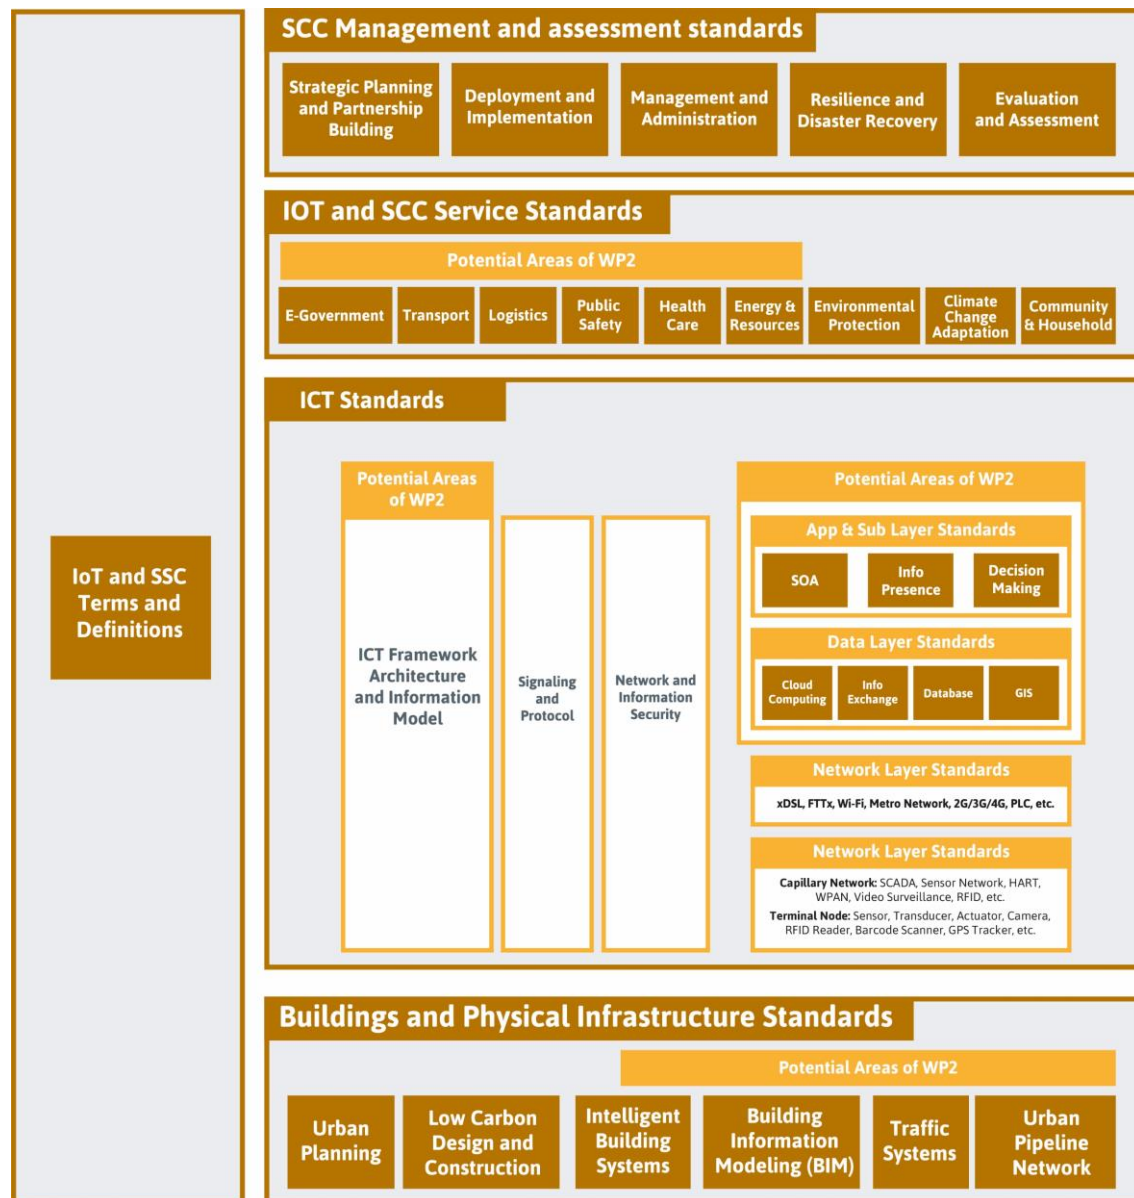 IoT and SSC
Terms and
Definitions
SCC Management and assessment standards
Strategic Planning
and Partnership
Building
Deployment and
Implementation
Management and
Administration
Resilience and
Disaster Recovery
Evaluation
and Assessment
IOT and SCC Service Standards
Potential Areas of WP2
E-Government
Transport
Logistics
Public
Safety
Health
Care
Energy &
Resources
Environmental
Protection
Climate
Change
Adaptation
Community
& Household
ICT Standards
Potential Areas
of WP2
ICT Framework
Architecture
and Information
Model
Signaling
and
Protocol
Network and
Information
Security
Potential Areas of WP2
App & Sub Layer Standards
SOA
Info
Presence
Decision
Making
Data Layer Standards
Cloud
Computing
Info
Exchange
Database
GIS
Network Layer Standards
xDSL, FTTx, Wi-Fi, Metro Network, 2G/3G/4G, PLC, etc.
Network Layer Standards
Capillary Network: SCADA, Sensor Network, HART,
WPAN, Video Surveillance, RFID, etc.
Terminal Node: Sensor, Transducer, Actuator, Camera,
RFID Reader, Barcode Scanner, GPS Tracker, etc.
Buildings and Physical Infrastructure Standards
Potential Areas of WP2
Urban
Planning
Low Carbon
Design and
Construction
Intelligent
Building
Systems
Building
Information
Modeling (BIM)
Traffic
Systems
Urban
Pipeline
Network